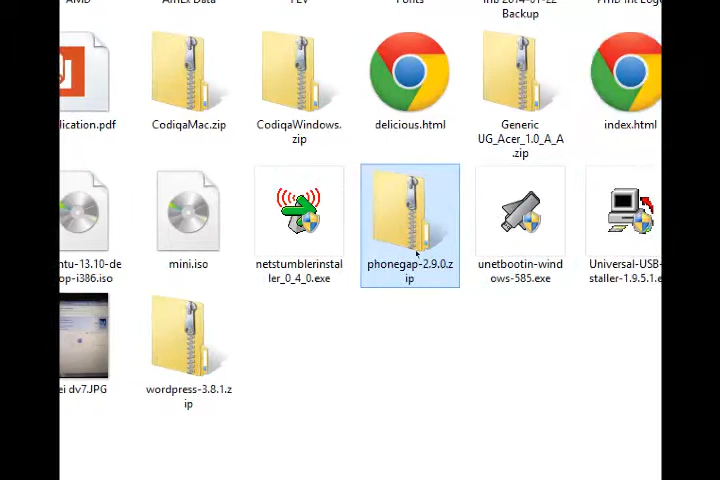 AMD
AMEX Data
FEV
Fonts
Inb 2014-01-22
Backup
lication.pdf
CodiqaMac.zip
CodiqaWindows.
zip
delicious.html
Generic
UG_Acer_1.0_A_A
.zip
index.html
ntu-13.10-de
op-i386.iso
mini.iso
netstumblerinstal
ler_0_4_0.exe
phonegap-2.9.0.z
ip
unetbootin-wind
ows-585.exe
Universal-USB-
staller-1.9.5.1.e
ei dv7.JPG
wordpress-3.8.1.z
ip